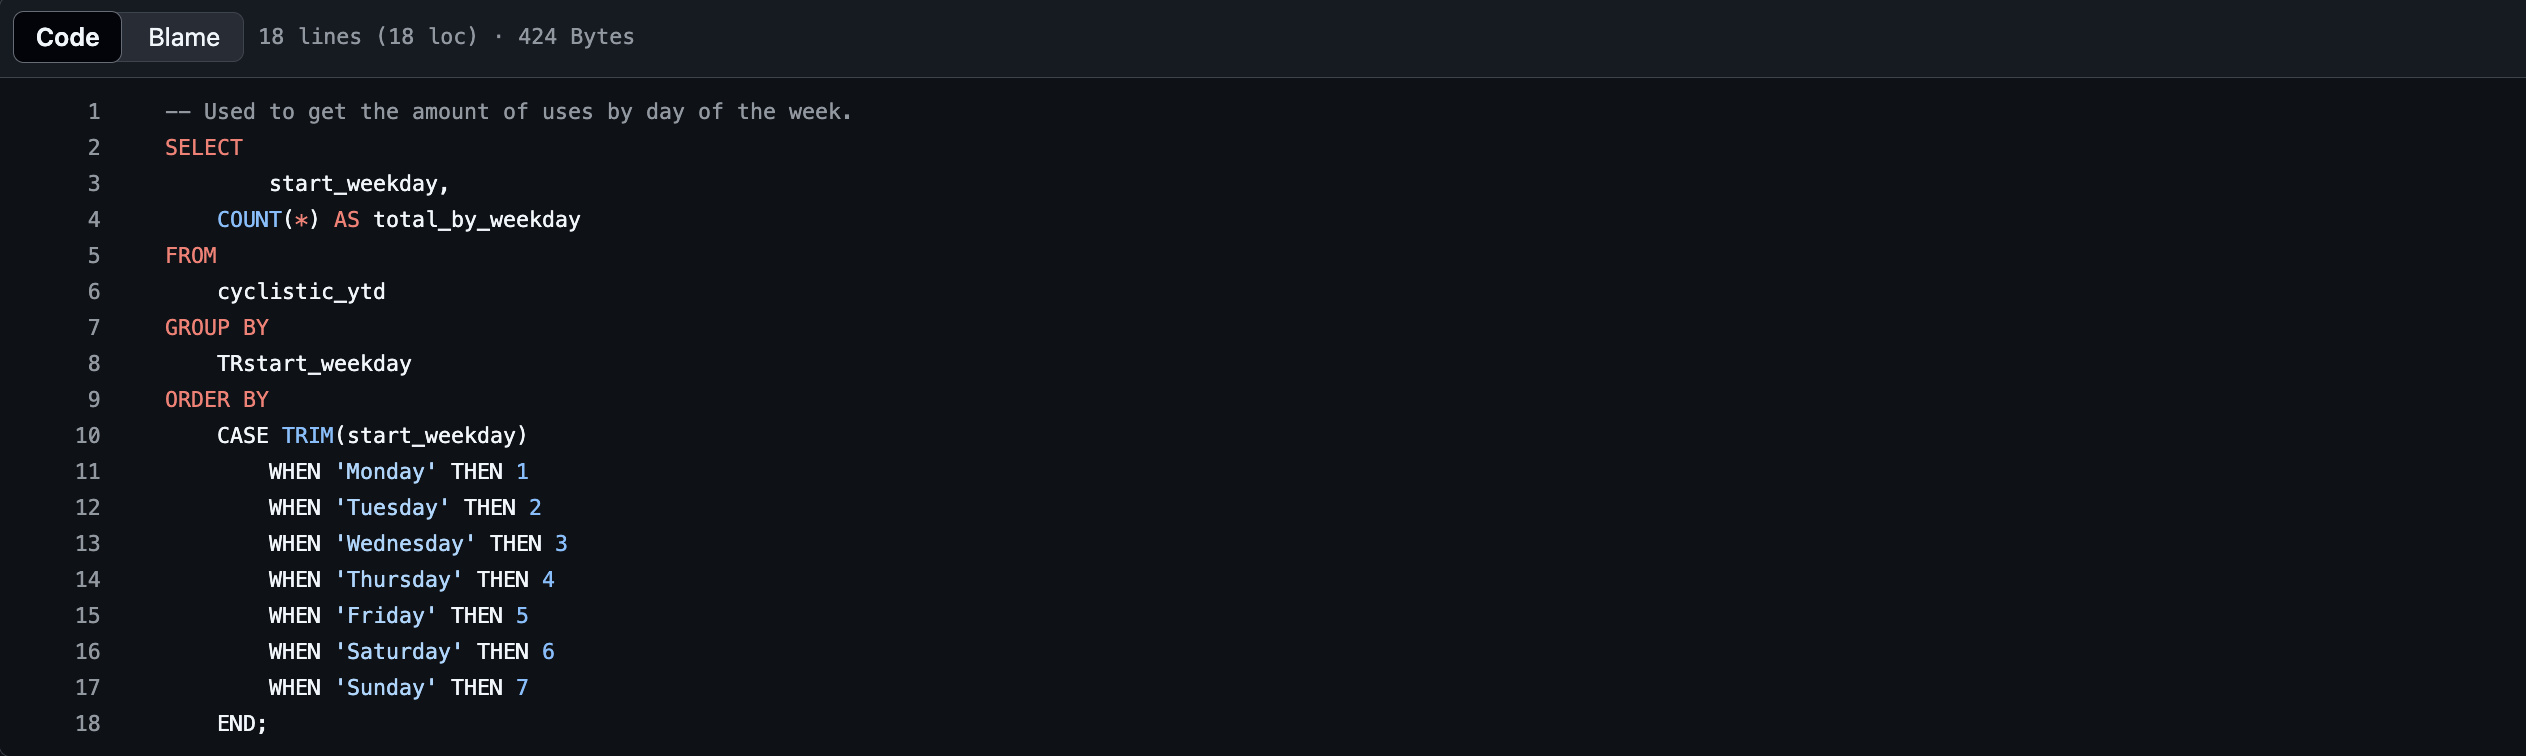 Code Blame 18 lines (18 loc) · 424 Bytes
1 -- Used to get the amount of uses by day of the week.
2 SELECT
3 start_weekday,
4 COUNT(*) AS total_by_weekday
5 FROM
6 cyclistic_ytd
7 GROUP BY
8 TRstart_weekday
9 ORDER BY
10 CASE TRIM(start_weekday)
11 WHEN 'Monday' THEN 1
12 WHEN 'Tuesday' THEN 2
13 WHEN 'Wednesday' THEN 3
14 WHEN 'Thursday' THEN 4
15 WHEN 'Friday' THEN 5
16 WHEN 'Saturday' THEN 6
17 WHEN 'Sunday' THEN 7
18 END;